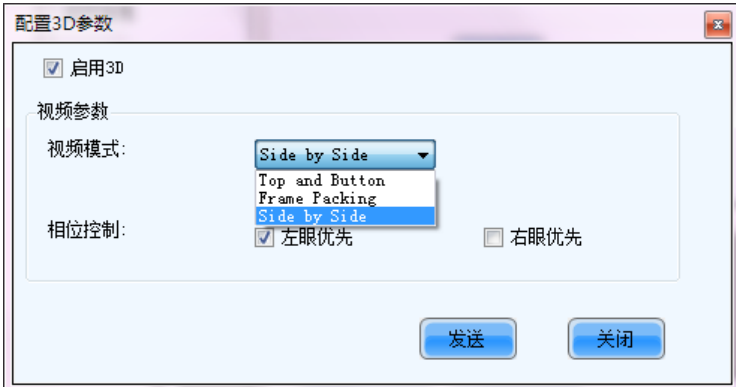 配置3D参数
启用3D
视频参数
视频模式:
Side by Side
Top and Button
Frame Packing
Side by Side
相位控制:
左眼优先
右眼优先
发送
关闭